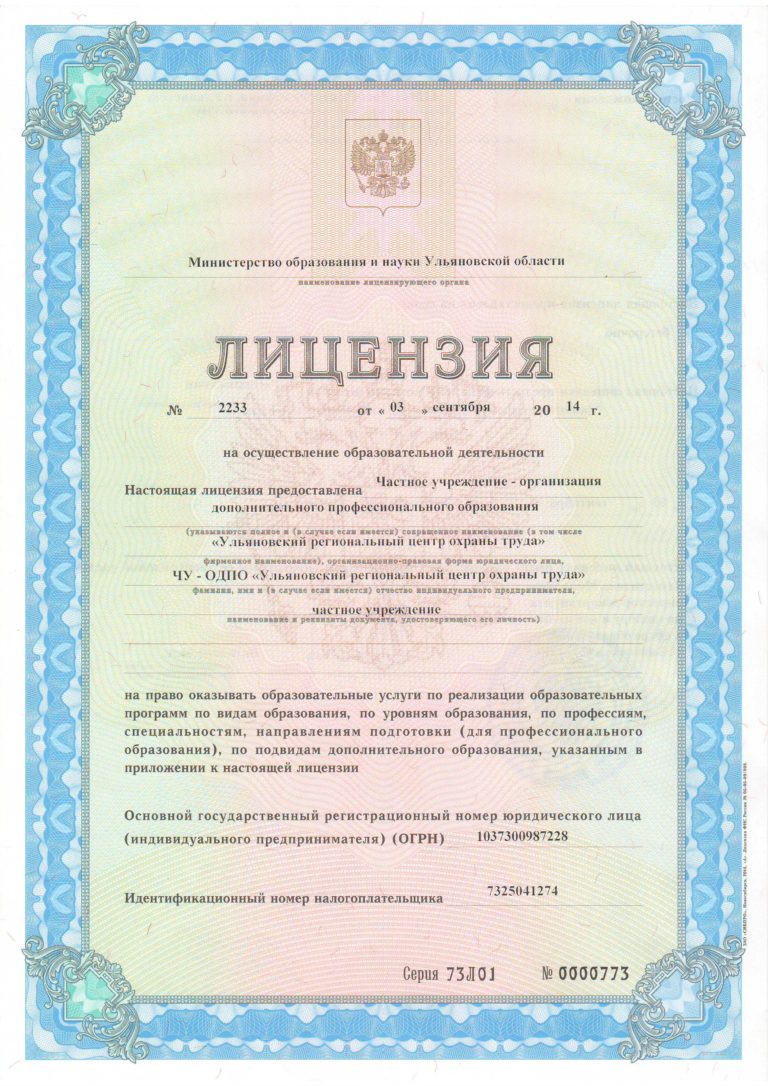 Министерство образования и науки Ульяновской области
наименование лицензирующего органа
ЛИЦЕНЗИЯ
№ 2233 от « 03 » сентября 20 14 г.
на осуществление образовательной деятельности
Настоящая лицензия предоставлена Частное учреждение - организация
дополнительного профессионального образования
(указываются полное и (в случае если имеется) сокращенное наименование (в том числе
«Ульяновский региональный центр охраны труда»
фирменное наименование), организационно-правовая форма юридического лица,
ЧУ - ОДПО «Ульяновский региональный центр охраны труда»
фамилия, имя и (в случае если имеется) отчество индивидуального предпринимателя,
частное учреждение
наименование и реквизиты документа, удостоверяющего его личность)
на право оказывать образовательные услуги по реализации образовательных
программ по видам образования, по уровням образования, по профессиям,
специальностям, направлениям подготовки (для профессионального
образования), по подвидам дополнительного образования, указанным в
приложении к настоящей лицензии
Основной государственный регистрационный номер юридического лица
(индивидуального предпринимателя) (ОГРН) 1037300987228
Идентификационный номер налогоплательщика 7325041274
Серия 73Л01 № 0000773